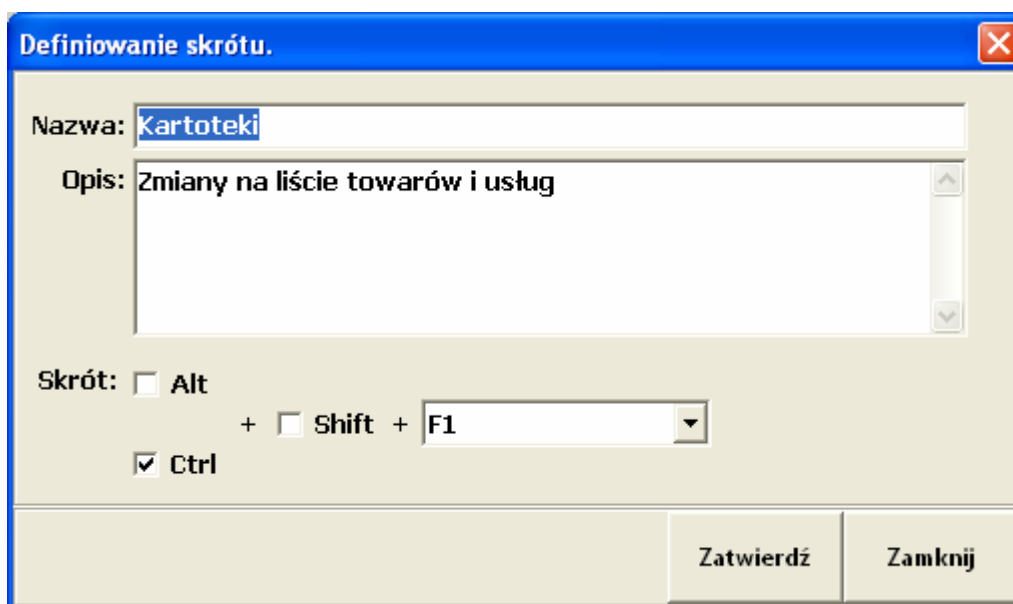 Definiowanie skrótu.
Nazwa: Kartoteki
Opis: Zmiany na liście towarów i usług
Skrót: Alt
+ Shift + F1
Ctrl
Zatwierdź Zamknij